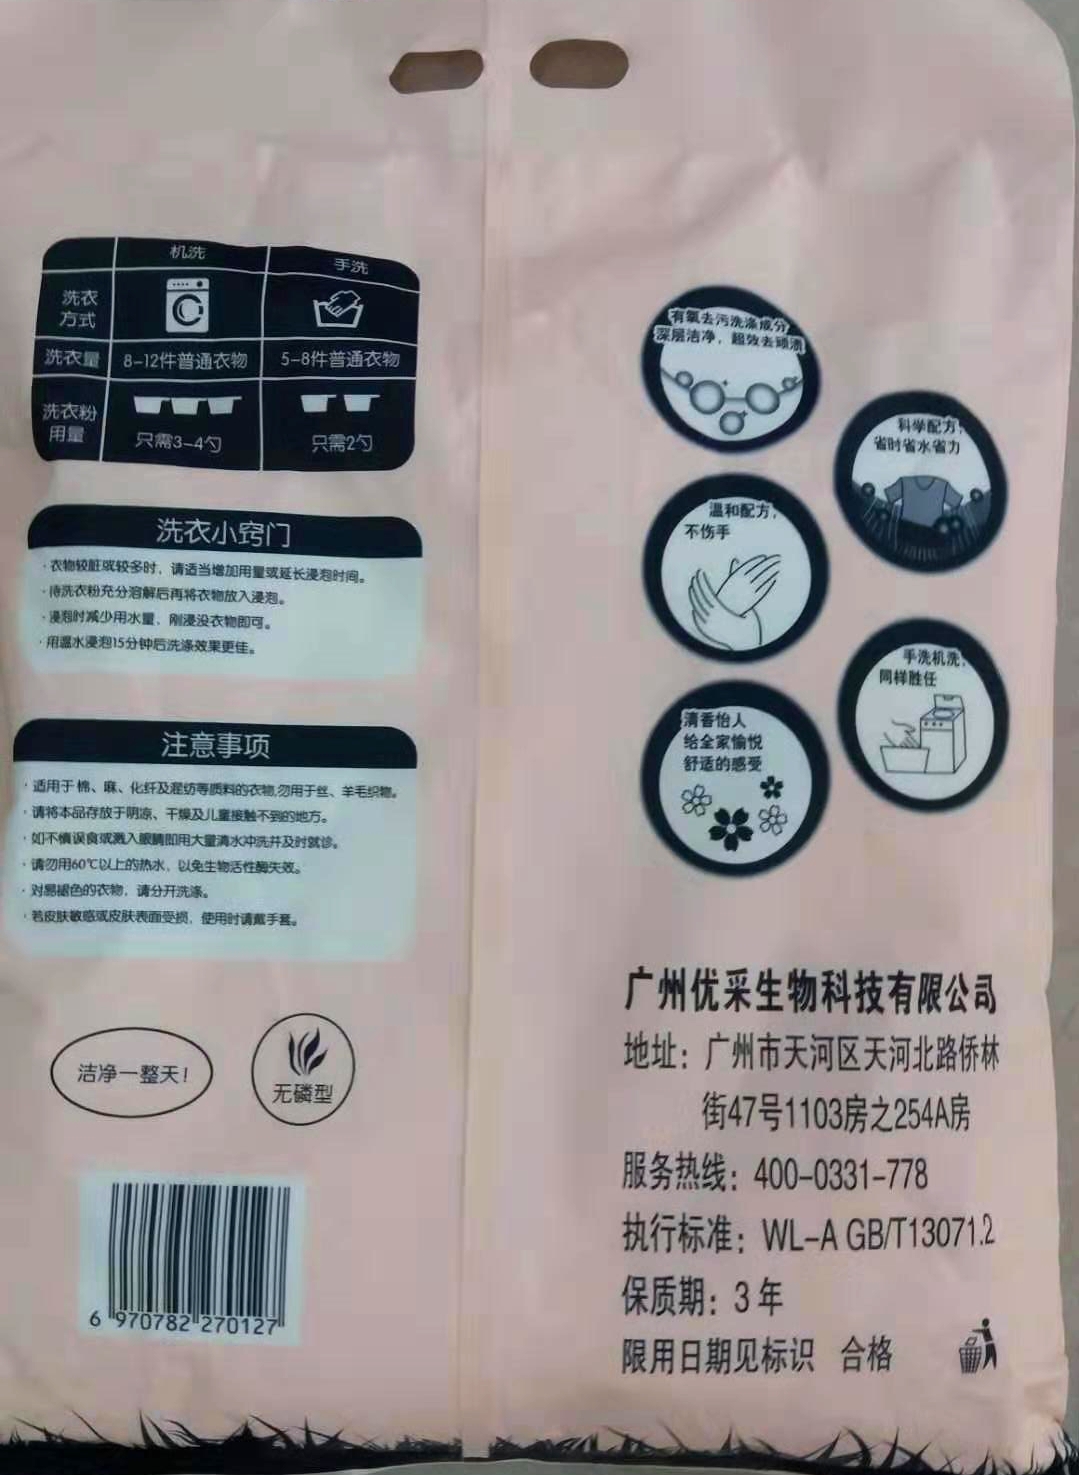 机洗 手洗
洗衣
方式
洗衣量 8-12件普通衣物 5-8件普通衣物
洗衣粉
用量
只需3-4勺 只需2勺
洗衣小窍门
·衣物较脏或较多时，请适当增加用量或延长浸泡时间。
·待洗衣粉充分溶解后再将衣物放入浸泡。
·浸泡时减少用水量，刚浸没衣物即可。
·用温水浸泡15分钟后洗涤效果更佳。
注意事项
·适用于棉、麻、化纤及混纺等质料的衣物,勿用于丝、羊毛织物。
·请将本品存放于阴凉、干燥及儿童接触不到的地方。
·如不慎误食或溅入眼睛即用大量清水冲洗并及时就诊。
·请勿用60℃以上的热水，以免生物活性酶失效。
·对易褪色的衣物，请分开洗涤。
·若皮肤敏感或皮肤表面受损，使用时请戴手套。
洁净一整天!
无磷型
6 970782 270127
有氧去污洗涤成分
深层洁净，超效去顽渍
科学配方，
省时省水省力
温和配方，
不伤手
手洗机洗，
同样胜任
清香怡人
给全家愉悦
舒适的感受
广州优采生物科技有限公司
地址：广州市天河区天河北路侨林
街47号1103房之254A房
服务热线：400-0331-778
执行标准：WL-A GB/T13071.2
保质期：3年
限用日期见标识 合格